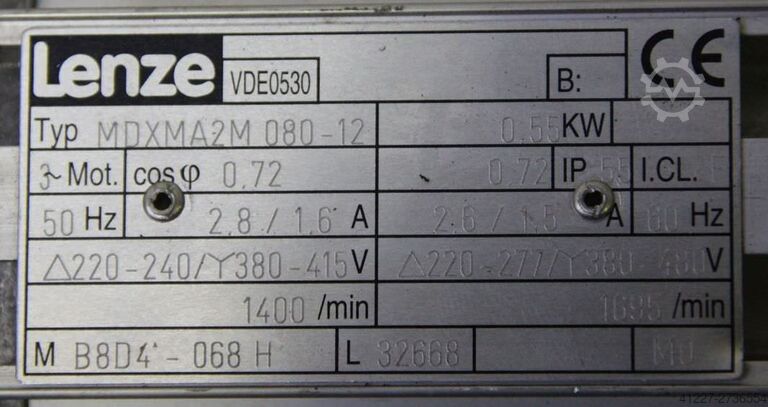 Lenze VDE0530 B: CE
Typ MDXMA2M 080-12 0,55 KW
3~ Mot. cos φ 0,72 0,72 IP 55 I.CL. F
50 Hz 2,8 / 1,6 A 2,6 / 1,5 A 60 Hz
△220-240/Y380-415 V △220-277/Y380-480 V
1400 /min 1695 /min
M B8D4 - 068 H L 32668
41227-2736554